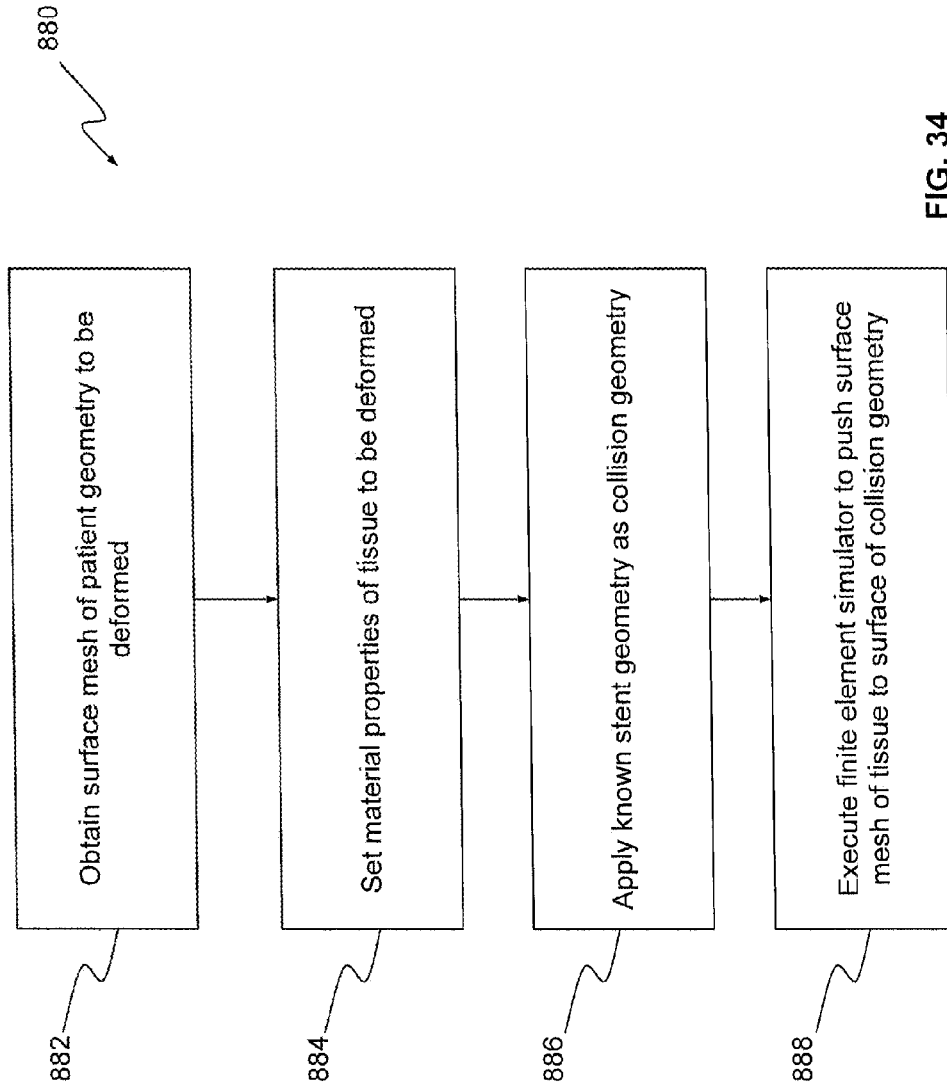 880
882
Obtain surface mesh of patient geometry to be
deformed
884
Set material properties of tissue to be deformed
886
Apply known stent geometry as collision geometry
888
Execute finite element simulator to push surface
mesh of tissue to surface of collision geometry
FIG. 34